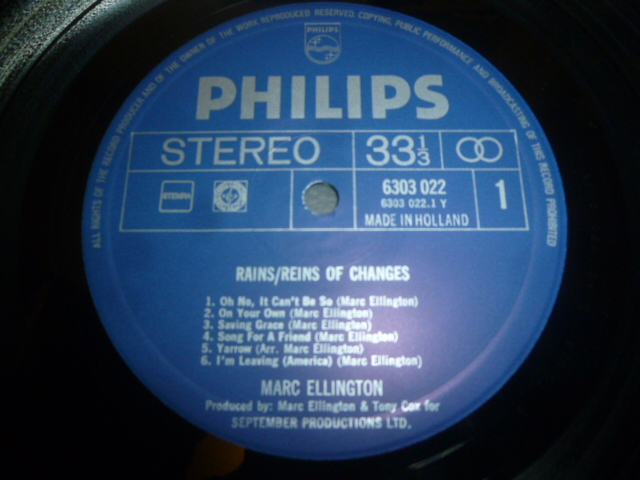 ALL RIGHTS OF THE RECORD PRODUCER AND OF THE OWNER OF THE WORK REPRODUCED RESERVED. COPYING, PUBLIC PERFORMANCE AND BROADCASTING OF THIS RECORD PROHIBITED
PHILIPS
PHILIPS
STEREO 33 1/3
STEMRA 6303 022 1
6303 022.1 Y
MADE IN HOLLAND
RAINS/REINS OF CHANGES
1. Oh No, It Can't Be So (Marc Ellington)
2. On Your Own (Marc Ellington)
3. Saving Grace (Marc Ellington)
4. Song For A Friend (Marc Ellington)
5. Yarrow (Arr. Marc Ellington)
6. I'm Leaving (America) (Marc Ellington)
MARC ELLINGTON
Produced by: Marc Ellington & Tony Cox for
SEPTEMBER PRODUCTIONS LTD.